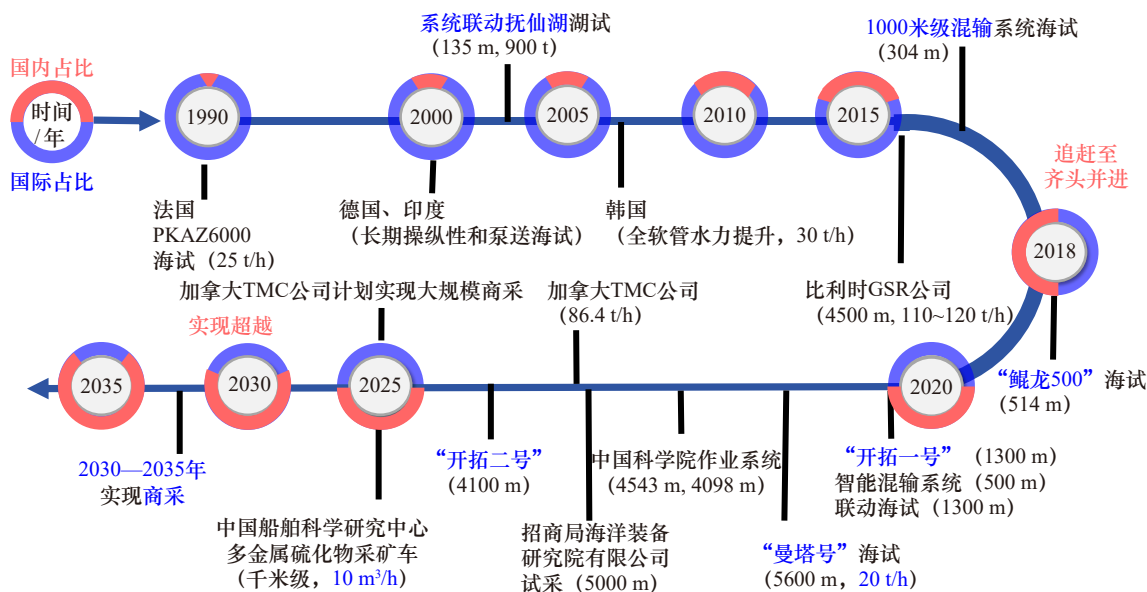 系统联动抚仙湖湖试
(135 m, 900 t)
1000米级混输系统海试
(304 m)
国内占比
时间
/年
国际占比
1990
2000
2005
2010
2015
追赶至
齐头并进
2018
法国
PKAZ6000
海试（25 t/h）
德国、印度
（长期操纵性和泵送海试）
韩国
（全软管水力提升，30 t/h）
比利时GSR公司
(4500 m, 110~120 t/h)
加拿大TMC公司计划实现大规模商采
加拿大TMC公司
(86.4 t/h)
实现超越
2035
2030
2025
2020
“鲲龙500”海试
(514 m)
2030—2035年
实现商采
中国船舶科学研究中心
多金属硫化物采矿车
（千米级，10 m³/h）
“开拓二号”
(4100 m)
招商局海洋装备
研究院有限公司
试采（5000 m）
中国科学院作业系统
(4543 m, 4098 m)
“曼塔号”海试
(5600 m, 20 t/h)
“开拓一号”（1300 m）
智能混输系统（500 m）
联动海试（1300 m）